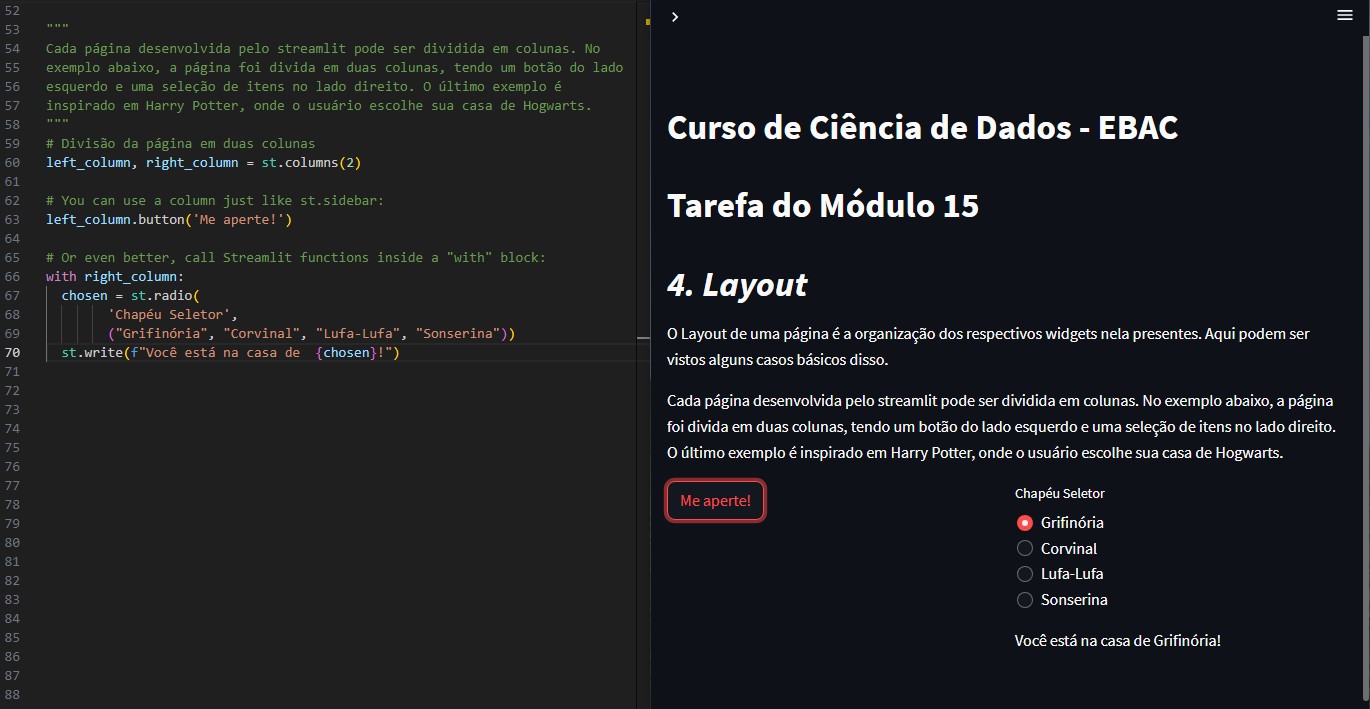 52
53 """
54 Cada página desenvolvida pelo streamlit pode ser dividida em colunas. No
55 exemplo abaixo, a página foi divida em duas colunas, tendo um botão do lado
56 esquerdo e uma seleção de itens no lado direito. O último exemplo é
57 inspirado em Harry Potter, onde o usuário escolhe sua casa de Hogwarts.
58 """
59 # Divisão da página em duas colunas
60 left_column, right_column = st.columns(2)
61
62 # You can use a column just like st.sidebar:
63 left_column.button('Me aperte!')
64
65 # Or even better, call Streamlit functions inside a "with" block:
66 with right_column:
67   chosen = st.radio(
68         'Chapéu Seletor',
69         ("Grifinória", "Corvinal", "Lufa-Lufa", "Sonserina"))
70   st.write(f"Você está na casa de  {chosen}!")
71
72
73
74
75
76
77
78
79
80
81
82
83
84
85
86
87
88
Curso de Ciência de Dados - EBAC
Tarefa do Módulo 15
4. Layout
O Layout de uma página é a organização dos respectivos widgets nela presentes. Aqui podem ser
vistos alguns casos básicos disso.
Cada página desenvolvida pelo streamlit pode ser dividida em colunas. No exemplo abaixo, a página
foi divida em duas colunas, tendo um botão do lado esquerdo e uma seleção de itens no lado direito.
O último exemplo é inspirado em Harry Potter, onde o usuário escolhe sua casa de Hogwarts.
Me aperte!
Chapéu Seletor
Grifinória
Corvinal
Lufa-Lufa
Sonserina
Você está na casa de Grifinória!